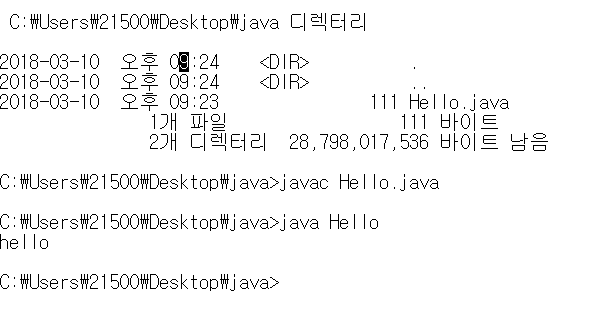 C:₩Users₩21500₩Desktop₩java 디렉터리
2018-03-10 오후 09:24 <DIR> .
2018-03-10 오후 09:24 <DIR> ..
2018-03-10 오후 09:23 111 Hello.java
1개 파일 111 바이트
2개 디렉터리 28,798,017,536 바이트 남음
C:₩Users₩21500₩Desktop₩java>javac Hello.java
C:₩Users₩21500₩Desktop₩java>java Hello
hello
C:₩Users₩21500₩Desktop₩java>